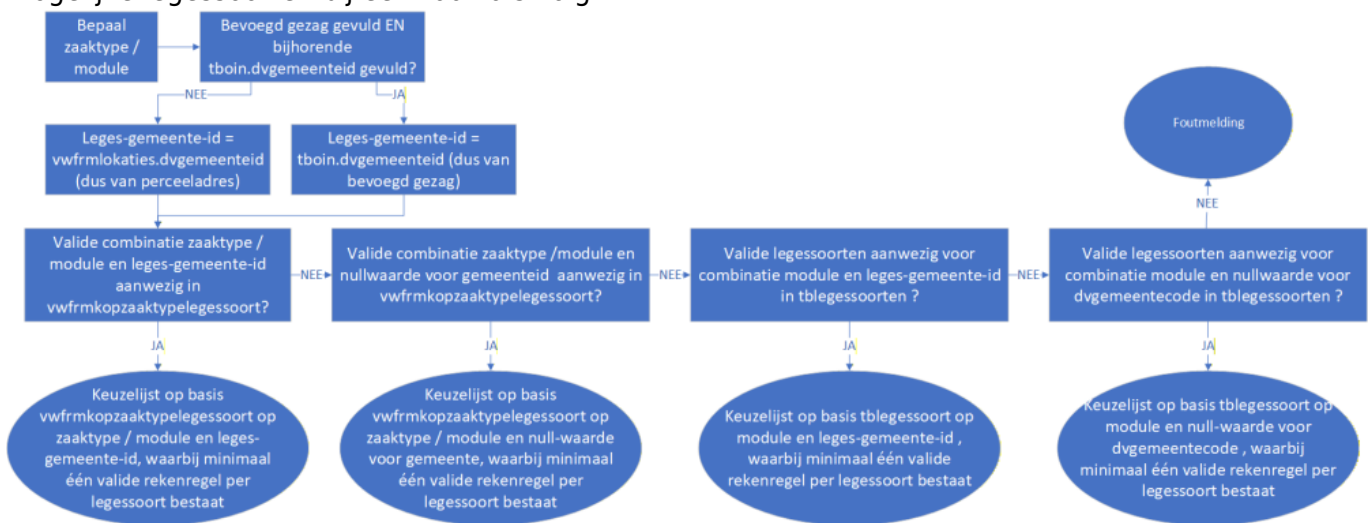 Bepaal
zaaktype /
module
Bevoegd gezag gevuld EN
bijhorende
tboin.dvgemeenteid gevuld?
NEE
JA
Leges-gemeente-id =
vwfrmlokaties.dvgemeenteid
(dus van perceeladres)
Leges-gemeente-id =
tboin.dvgemeenteid (dus van
bevoegd gezag)
Foutmelding
NEE
Valide combinatie zaaktype /
module en leges-gemeente-id
aanwezig in
vwfrmkopzaaktypelegessoort?
NEE
Valide combinatie zaaktype /module en
nullwaarde voor gemeenteid aanwezig in
vwfrmkopzaaktypelegessoort?
NEE
Valide legessoorten aanwezig voor
combinatie module en leges-gemeente-id
in tblegessoorten ?
NEE
Valide legessoorten aanwezig voor
combinatie module en nullwaarde voor
dvgemeentecode in tblegessoorten ?
JA
JA
JA
JA
Keuzelijst op basis
vwfrmkopzaaktypelegessoort op
zaaktype / module en leges-
gemeente-id, waarbij minimaal
één valide rekenregel per
legessoort bestaat
Keuzelijst op basis
vwfrmkopzaaktypelegessoort op
zaaktype / module en null-waarde
voor gemeente, waarbij minimaal
één valide rekenregel per
legessoort bestaat
Keuzelijst op basis tblegessoort op
module en leges-gemeente-id ,
waarbij minimaal één valide
rekenregel per legessoort bestaat
Keuzelijst op basis tblegessoort op
module en null-waarde voor
dvgemeentecode , waarbij
minimaal één valide rekenregel per
legessoort bestaat